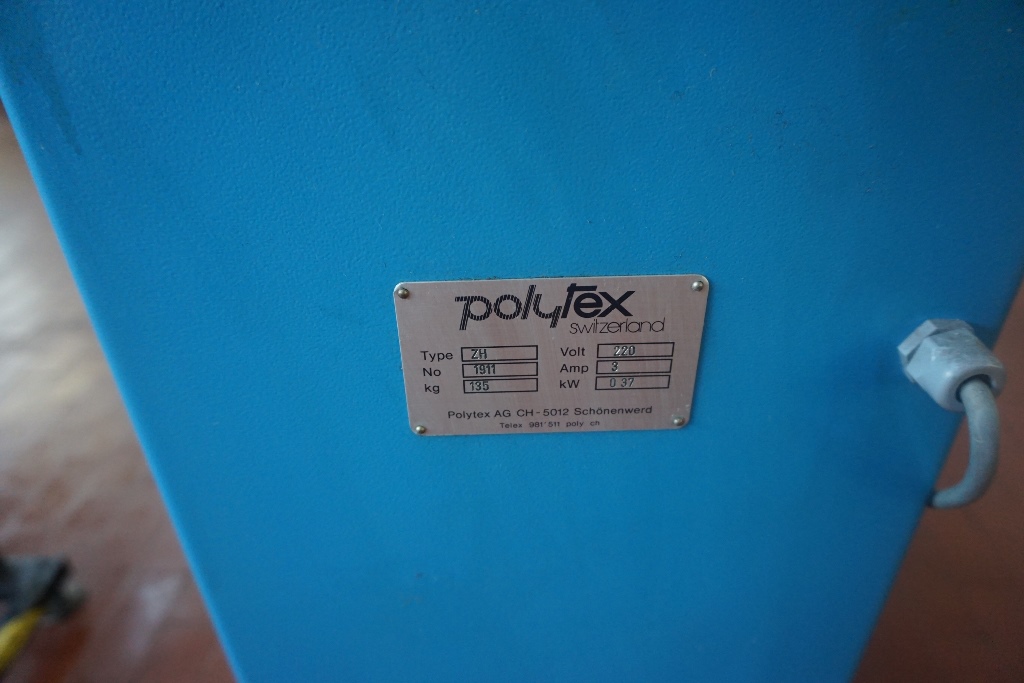 polytex
switzerland
Type ZH Volt 220
No 1911 Amp 3
kg 135 kW 0.37
Polytex AG CH-5012 Schönenwerd
Telex 981'511 poly ch